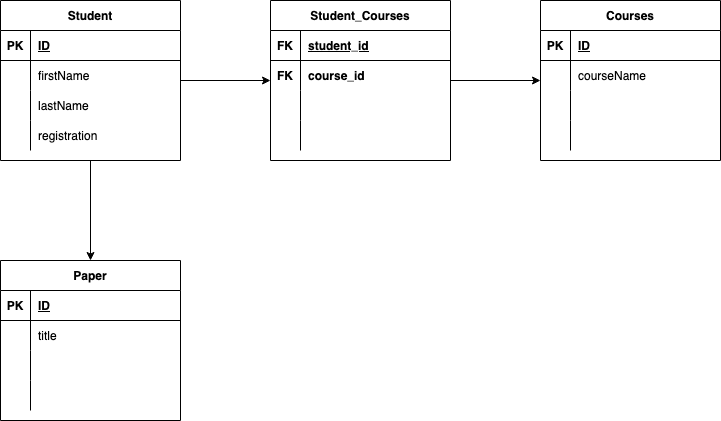 Student
PK ID
firstName
lastName
registration
Student_Courses
FK student_id
FK course_id
Courses
PK ID
courseName
Paper
PK ID
title